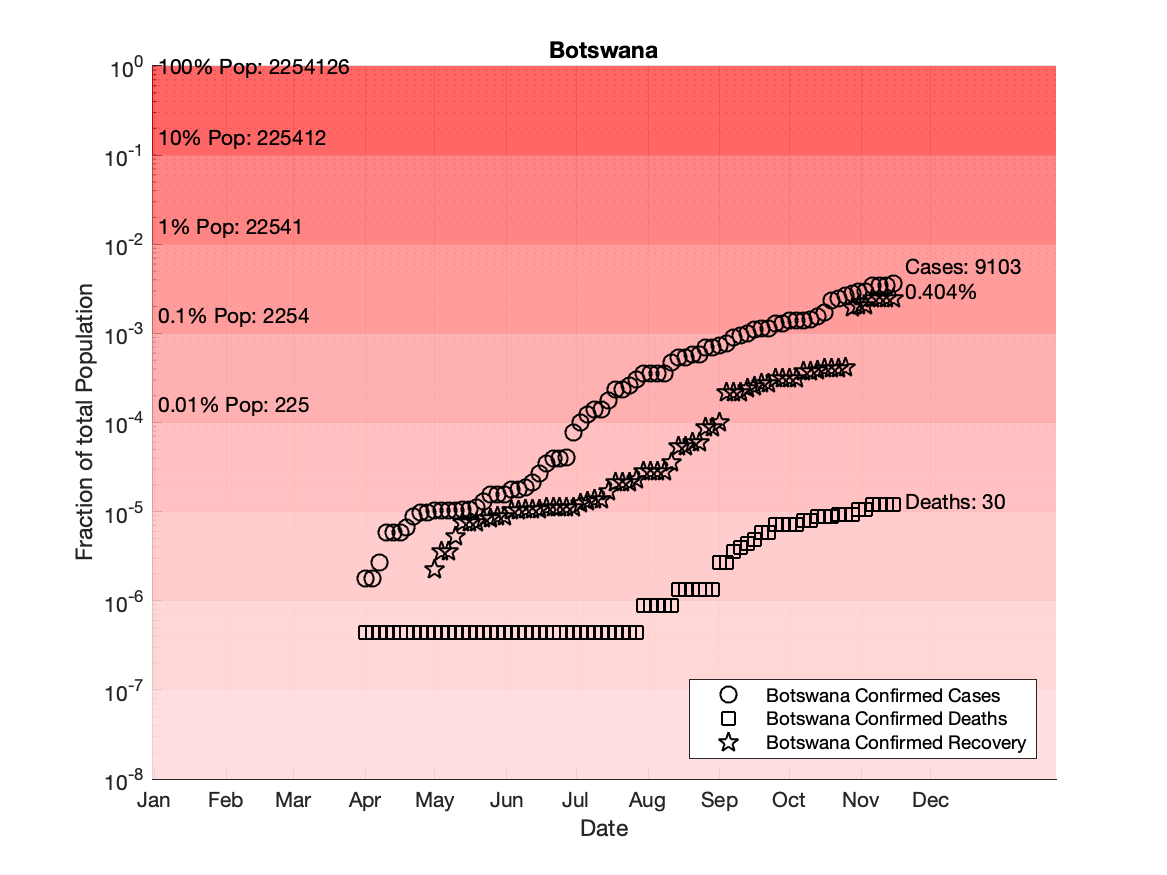 Botswana
10^0
100% Pop: 2254126
10% Pop: 225412
10^-1
1% Pop: 22541
10^-2
Cases: 9103
0.404%
0.1% Pop: 2254
10^-3
0.01% Pop: 225
10^-4
Deaths: 30
10^-5
10^-6
10^-7
10^-8
Fraction of total Population
Botswana Confirmed Cases
Botswana Confirmed Deaths
Botswana Confirmed Recovery
Jan Feb Mar Apr May Jun Jul Aug Sep Oct Nov Dec
Date